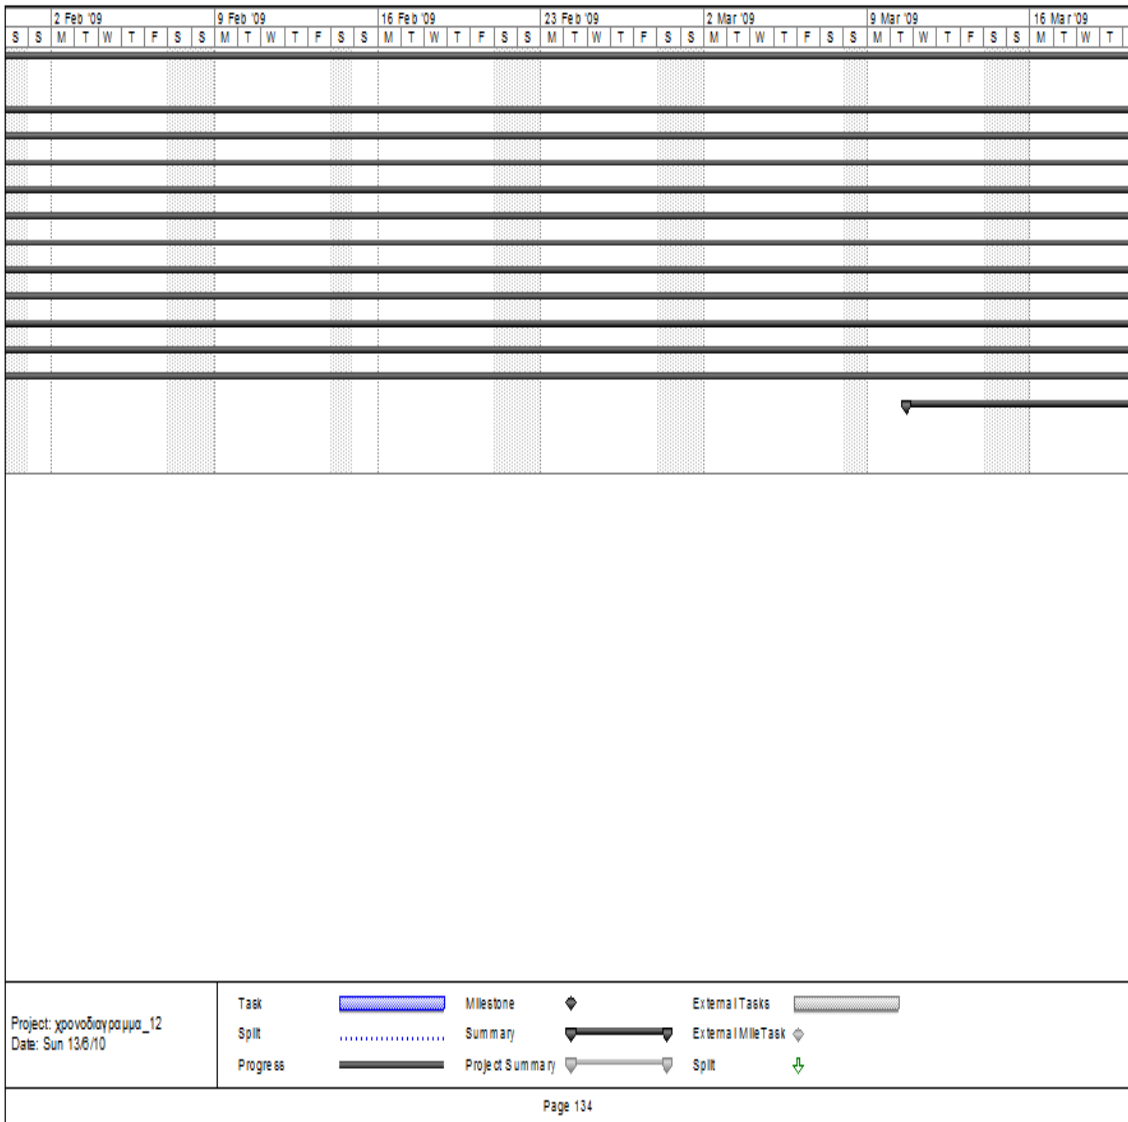 2 Feb '09 9 Feb '09 16 Feb '09 23 Feb '09 2 Mar '09 9 Mar '09 16 Mar '09
S S M T W T F S S M T W T F S S M T W T F S S M T W T F S S M T W T F S S M T W T F S S M T W T
Task Milestone External Tasks
Project: χρονοδιαγραμμα_12
Date: Sun 13/6/10
Split Summary External MileTask
Progress Project Summary Split
Page 134